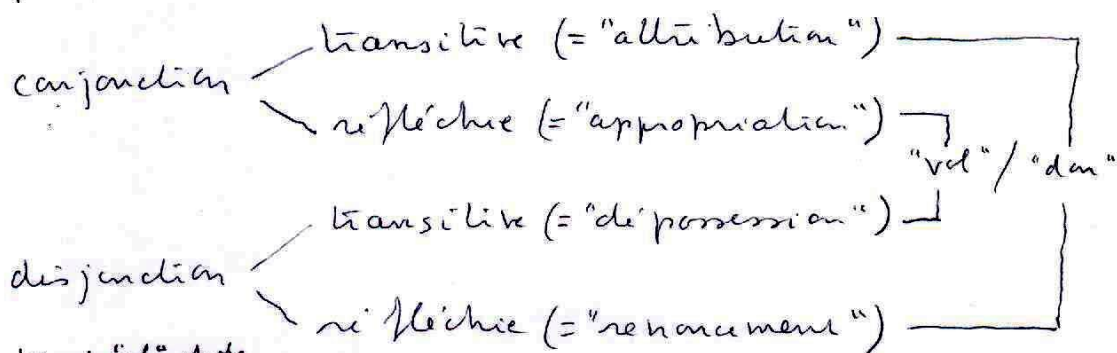 transitive (="attribution")
conjonction
réfléchie (="appropriation")
"vol" / "don"
transitive (="dépossession")
disjonction
réfléchie (="renoncement")